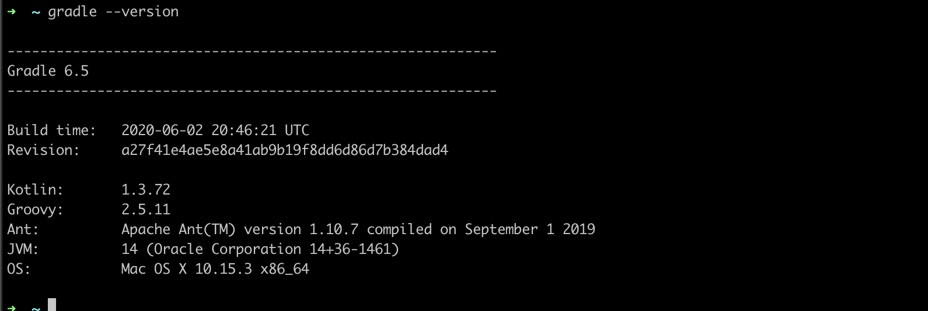 ➜  ~ gradle --version
------------------------------------------------------------
Gradle 6.5
------------------------------------------------------------
Build time:   2020-06-02 20:46:21 UTC
Revision:     a27f41e4ae5e8a41ab9b19f8dd6d86d7b384dad4
Kotlin:       1.3.72
Groovy:       2.5.11
Ant:          Apache Ant(TM) version 1.10.7 compiled on September 1 2019
JVM:          14 (Oracle Corporation 14+36-1461)
OS:           Mac OS X 10.15.3 x86_64
➜  ~